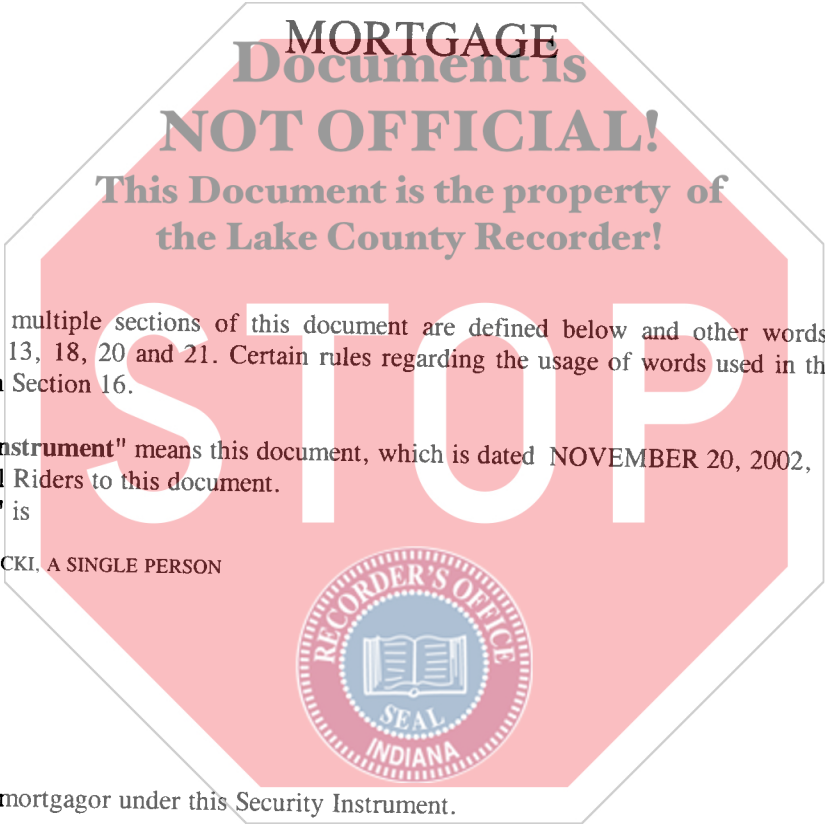 MORTGAGE
Document is
NOT OFFICIAL!
This Document is the property of
the Lake County Recorder!
STOP
multiple sections of this document are defined below and other words
13, 18, 20 and 21. Certain rules regarding the usage of words used in th
Section 16.
nstrument" means this document, which is dated NOVEMBER 20, 2002,
l Riders to this document.
" is
CKI, A SINGLE PERSON
RECORDER'S OFFICE
SEAL
INDIANA
mortgagor under this Security Instrument.